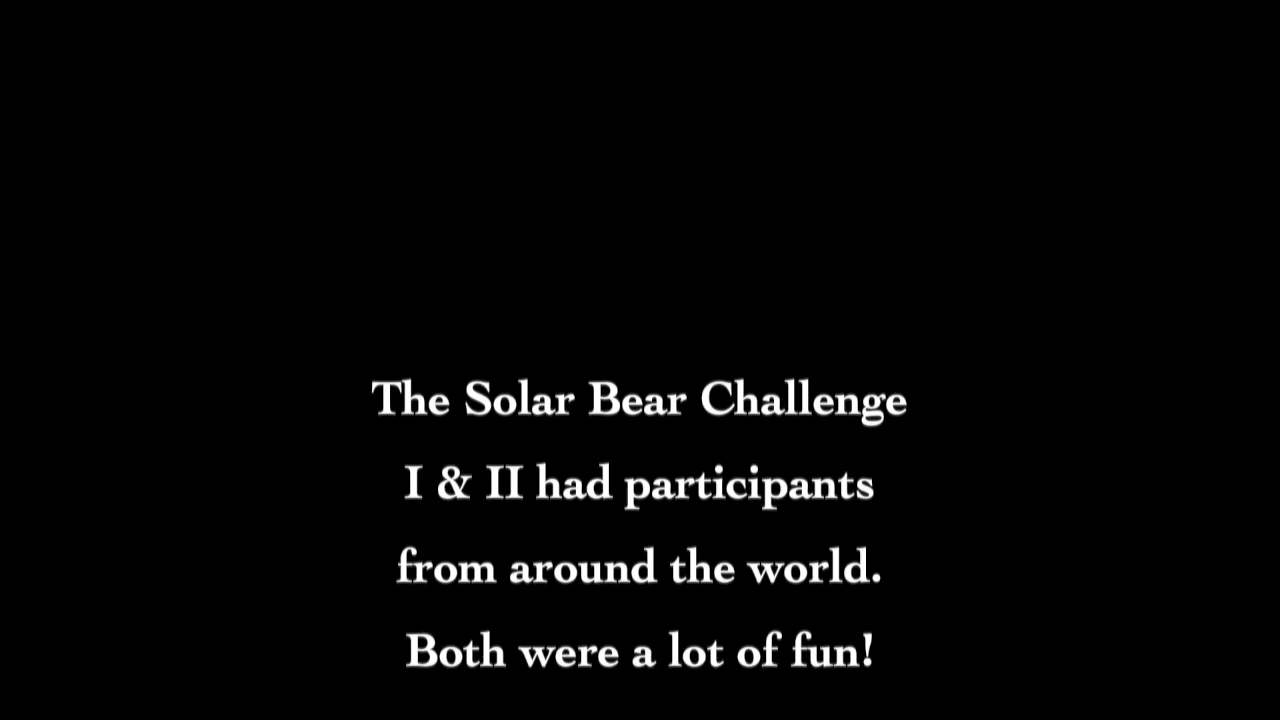 The Solar Bear Challenge
I & II had participants
from around the world.
Both were a lot of fun!